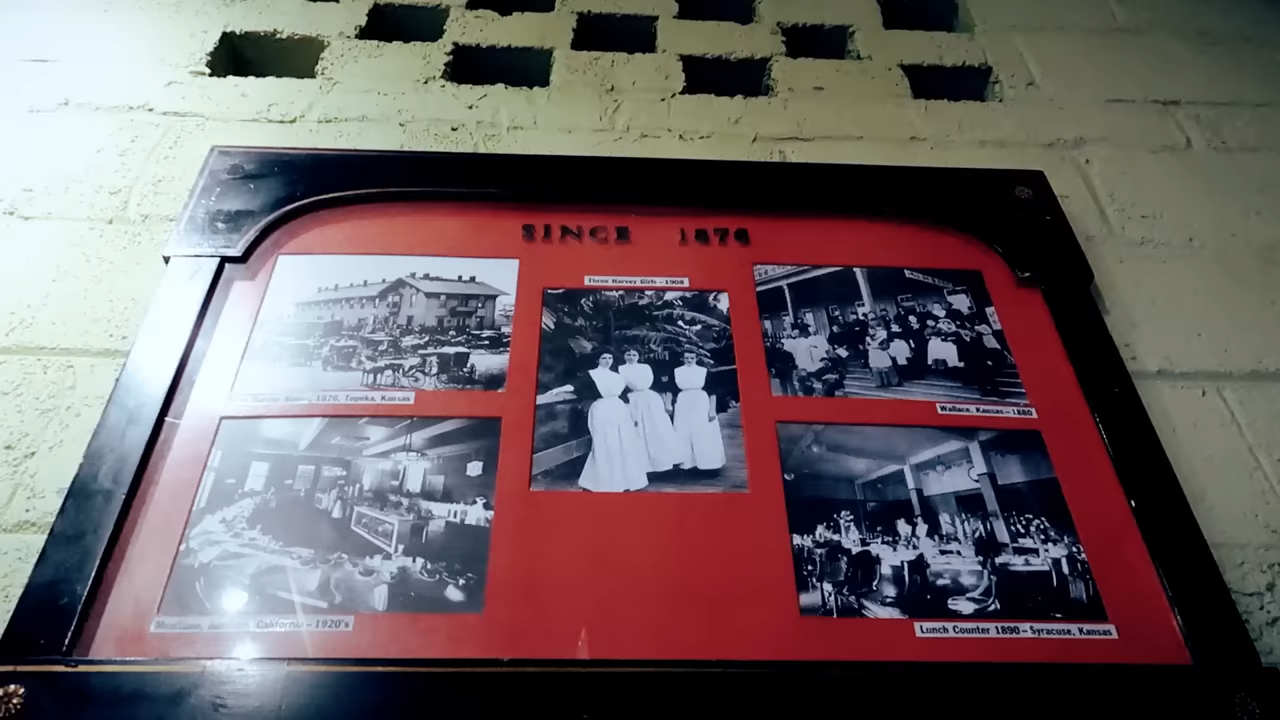 SINCE 1876
Three Harvey Girls – 1908
1876, Topeka, Kansas
Wallace, Kansas – 1880
California – 1920's
Lunch Counter 1890 – Syracuse, Kansas